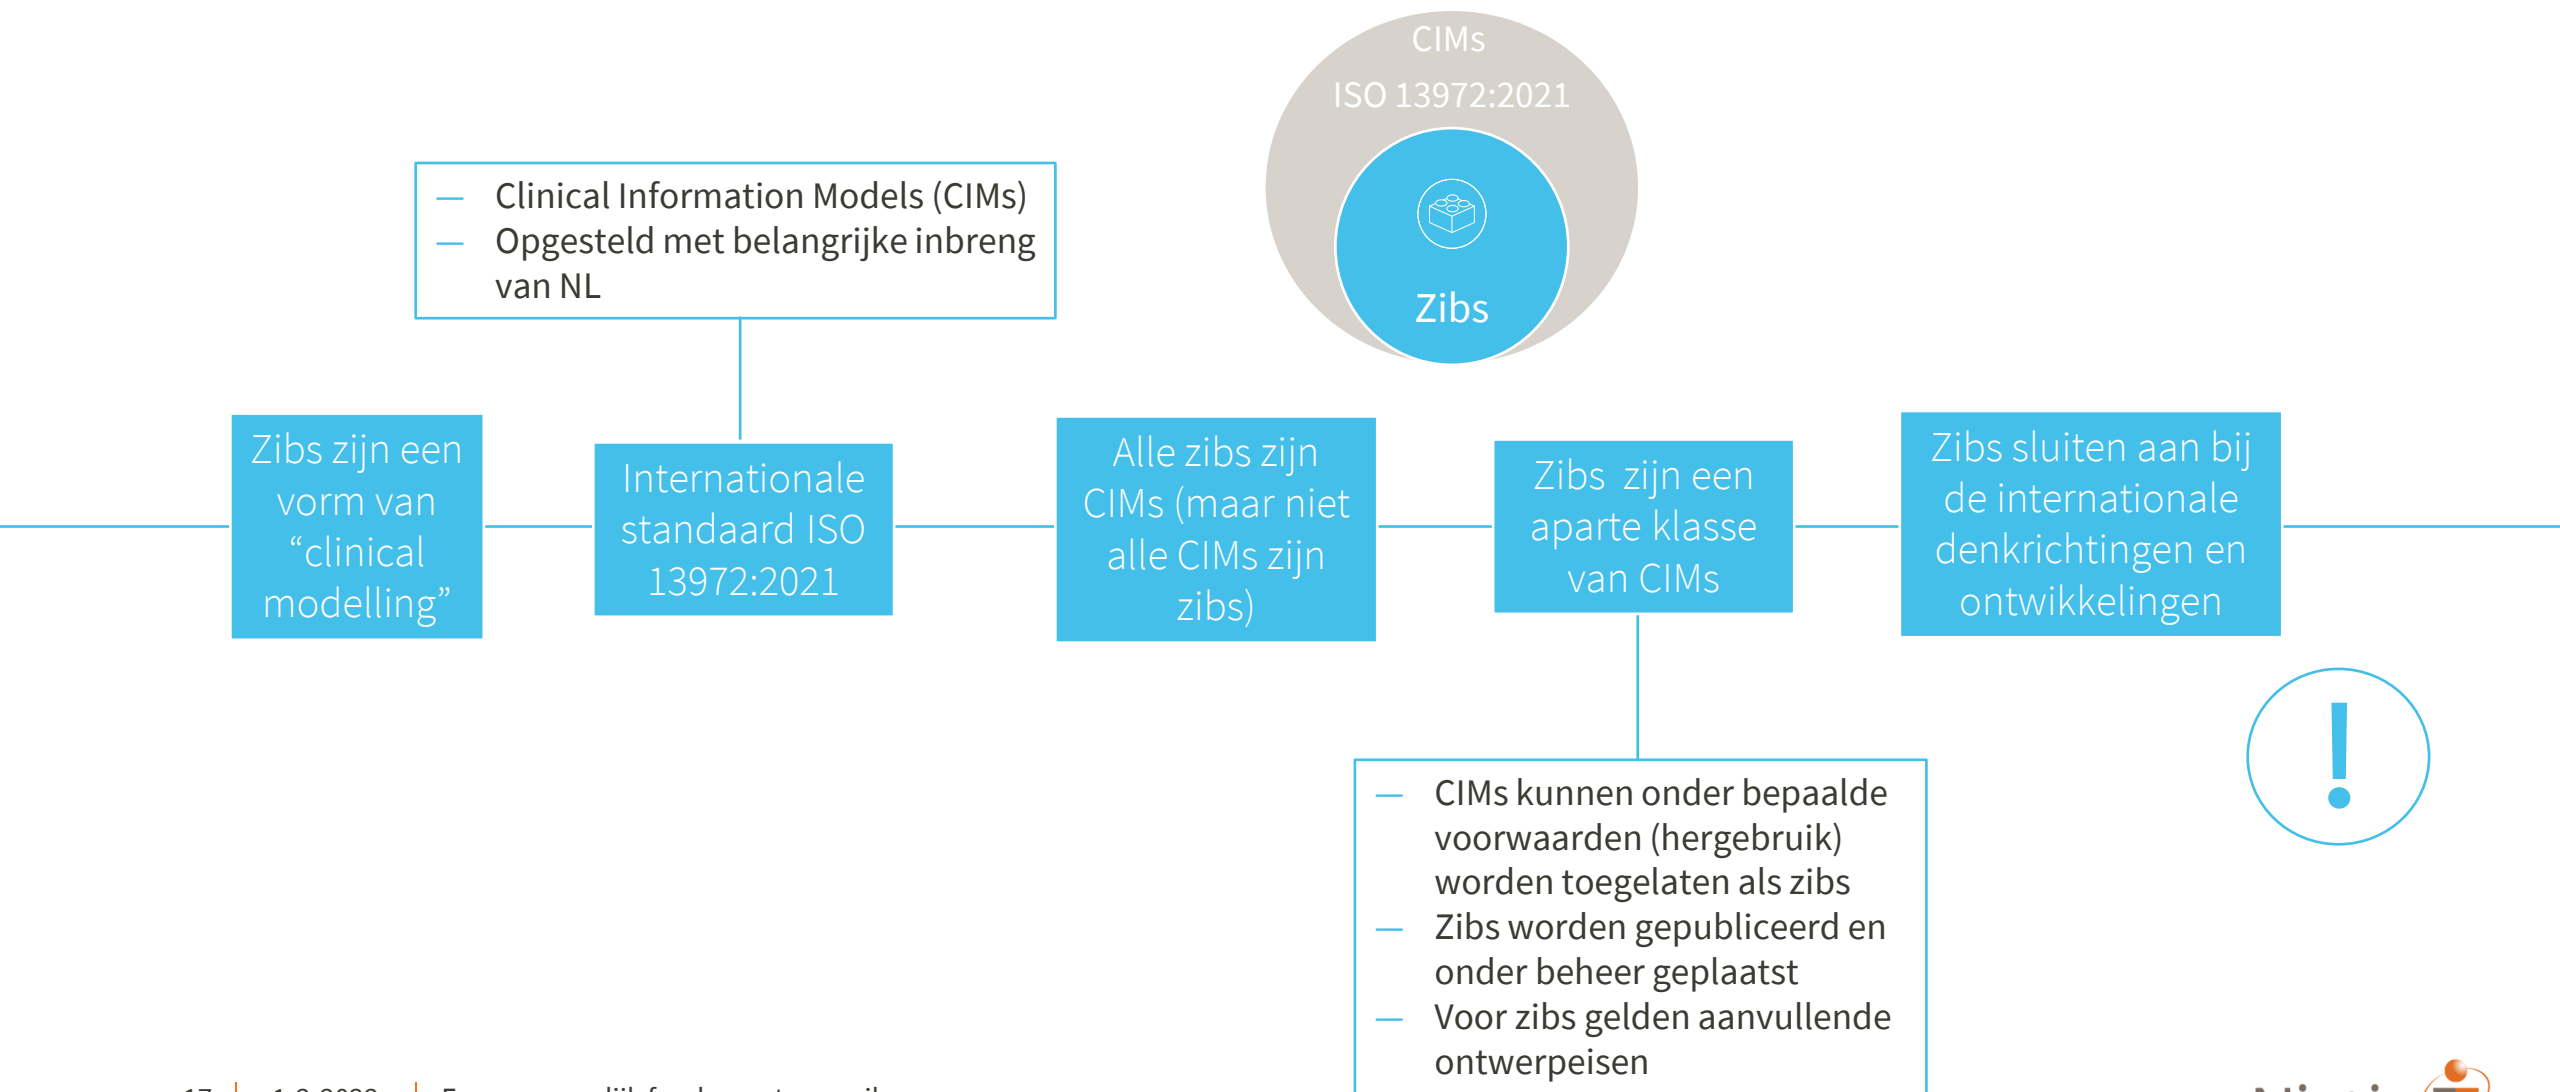 CIMs
ISO 13972:2021
Zibs
— Clinical Information Models (CIMs)
— Opgesteld met belangrijke inbreng
van NL
Zibs zijn een
vorm van
“clinical
modelling”
Internationale
standaard ISO
13972:2021
Alle zibs zijn
CIMs (maar niet
alle CIMs zijn
zibs)
Zibs zijn een
aparte klasse
van CIMs
Zibs sluiten aan bij
de internationale
denkrichtingen en
ontwikkelingen
!
— CIMs kunnen onder bepaalde
voorwaarden (hergebruik)
worden toegelaten als zibs
— Zibs worden gepubliceerd en
onder beheer geplaatst
— Voor zibs gelden aanvullende
ontwerpeisen